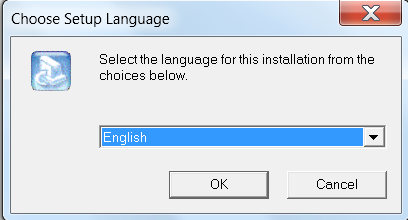 Choose Setup Language
Select the language for this installation from the
choices below.
English
OK
Cancel